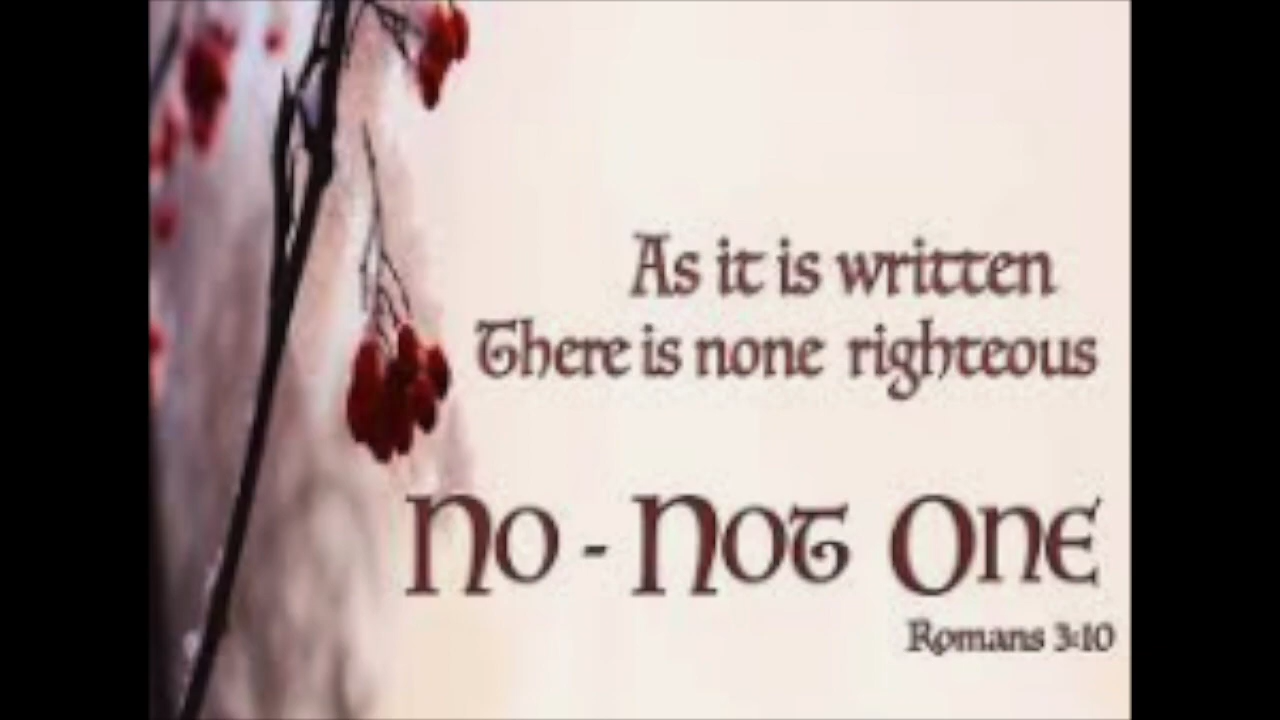 As it is written
There is none righteous
No - Not One
Romans 3:10